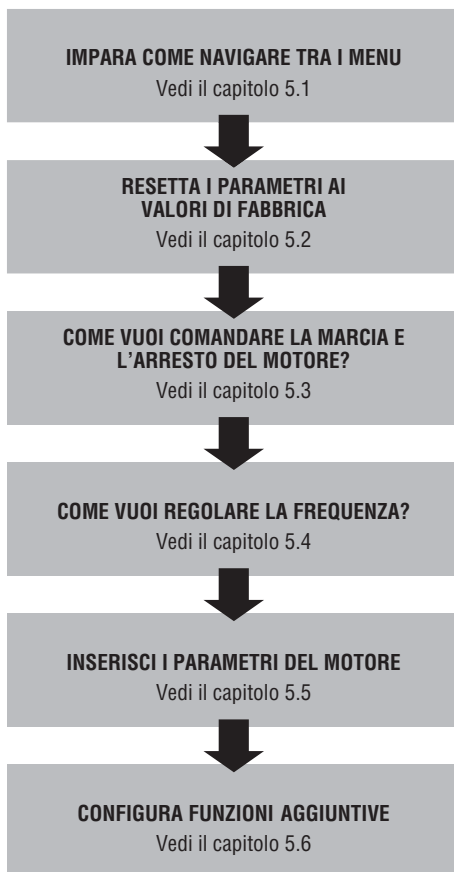 IMPARA COME NAVIGARE TRA I MENU
Vedi il capitolo 5.1
RESETTA I PARAMETRI AI
VALORI DI FABBRICA
Vedi il capitolo 5.2
COME VUOI COMANDARE LA MARCIA E
L'ARRESTO DEL MOTORE?
Vedi il capitolo 5.3
COME VUOI REGOLARE LA FREQUENZA?
Vedi il capitolo 5.4
INSERISCI I PARAMETRI DEL MOTORE
Vedi il capitolo 5.5
CONFIGURA FUNZIONI AGGIUNTIVE
Vedi il capitolo 5.6